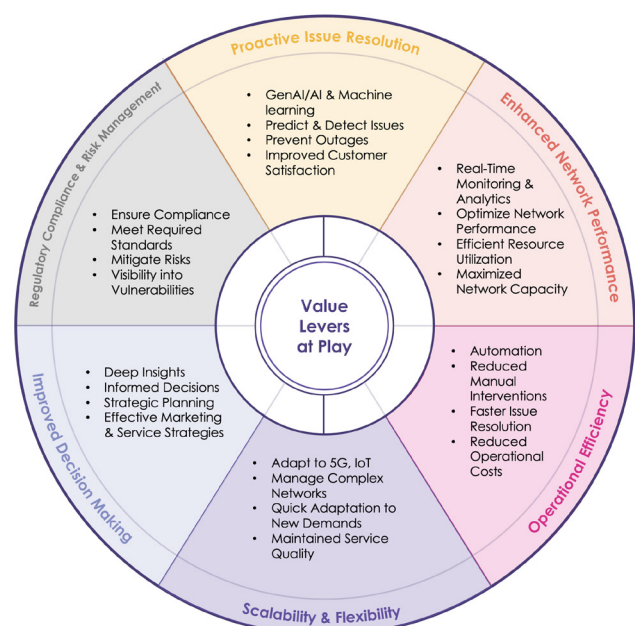 Proactive Issue Resolution
• GenAI/AI & Machine
learning
• Predict & Detect Issues
• Prevent Outages
• Improved Customer
Satisfaction
Enhanced Network Performance
• Real-Time
Monitoring &
Analytics
• Optimize Network
Performance
• Efficient Resource
Utilization
• Maximized
Network Capacity
Operational Efficiency
• Automation
• Reduced
Manual
Interventions
• Faster Issue
Resolution
• Reduced
Operational
Costs
Scalability & Flexibility
• Adapt to 5G, IoT
• Manage Complex
Networks
• Quick Adaptation to
New Demands
• Maintained Service
Quality
Improved Decision Making
• Deep Insights
• Informed Decisions
• Strategic Planning
• Effective Marketing
& Service Strategies
Regulatory Compliance & Risk Management
• Ensure Compliance
• Meet Required
Standards
• Mitigate Risks
• Visibility into
Vulnerabilities
Value
Levers
at Play